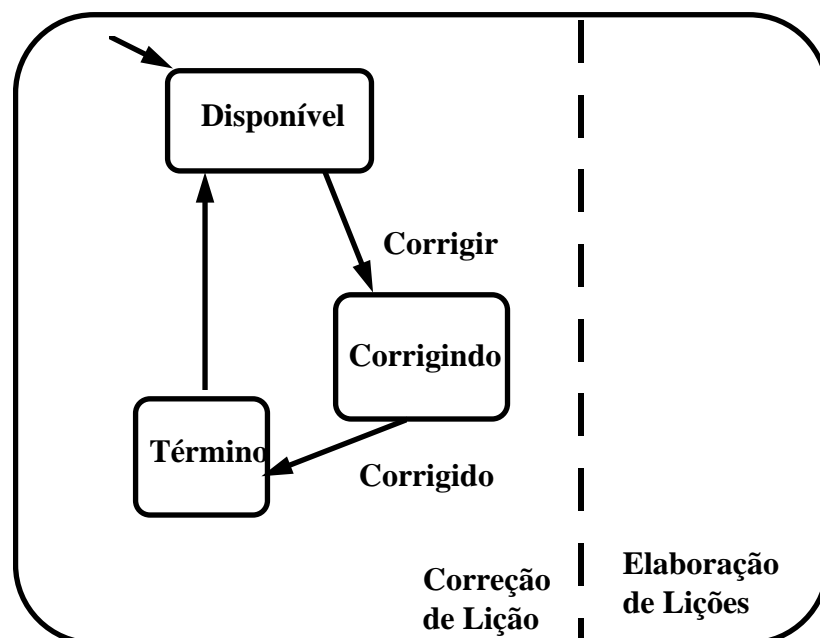 Disponível
Corrigir
Corrigindo
Término
Corrigido
Correção
de Lição
Elaboração
de Lições